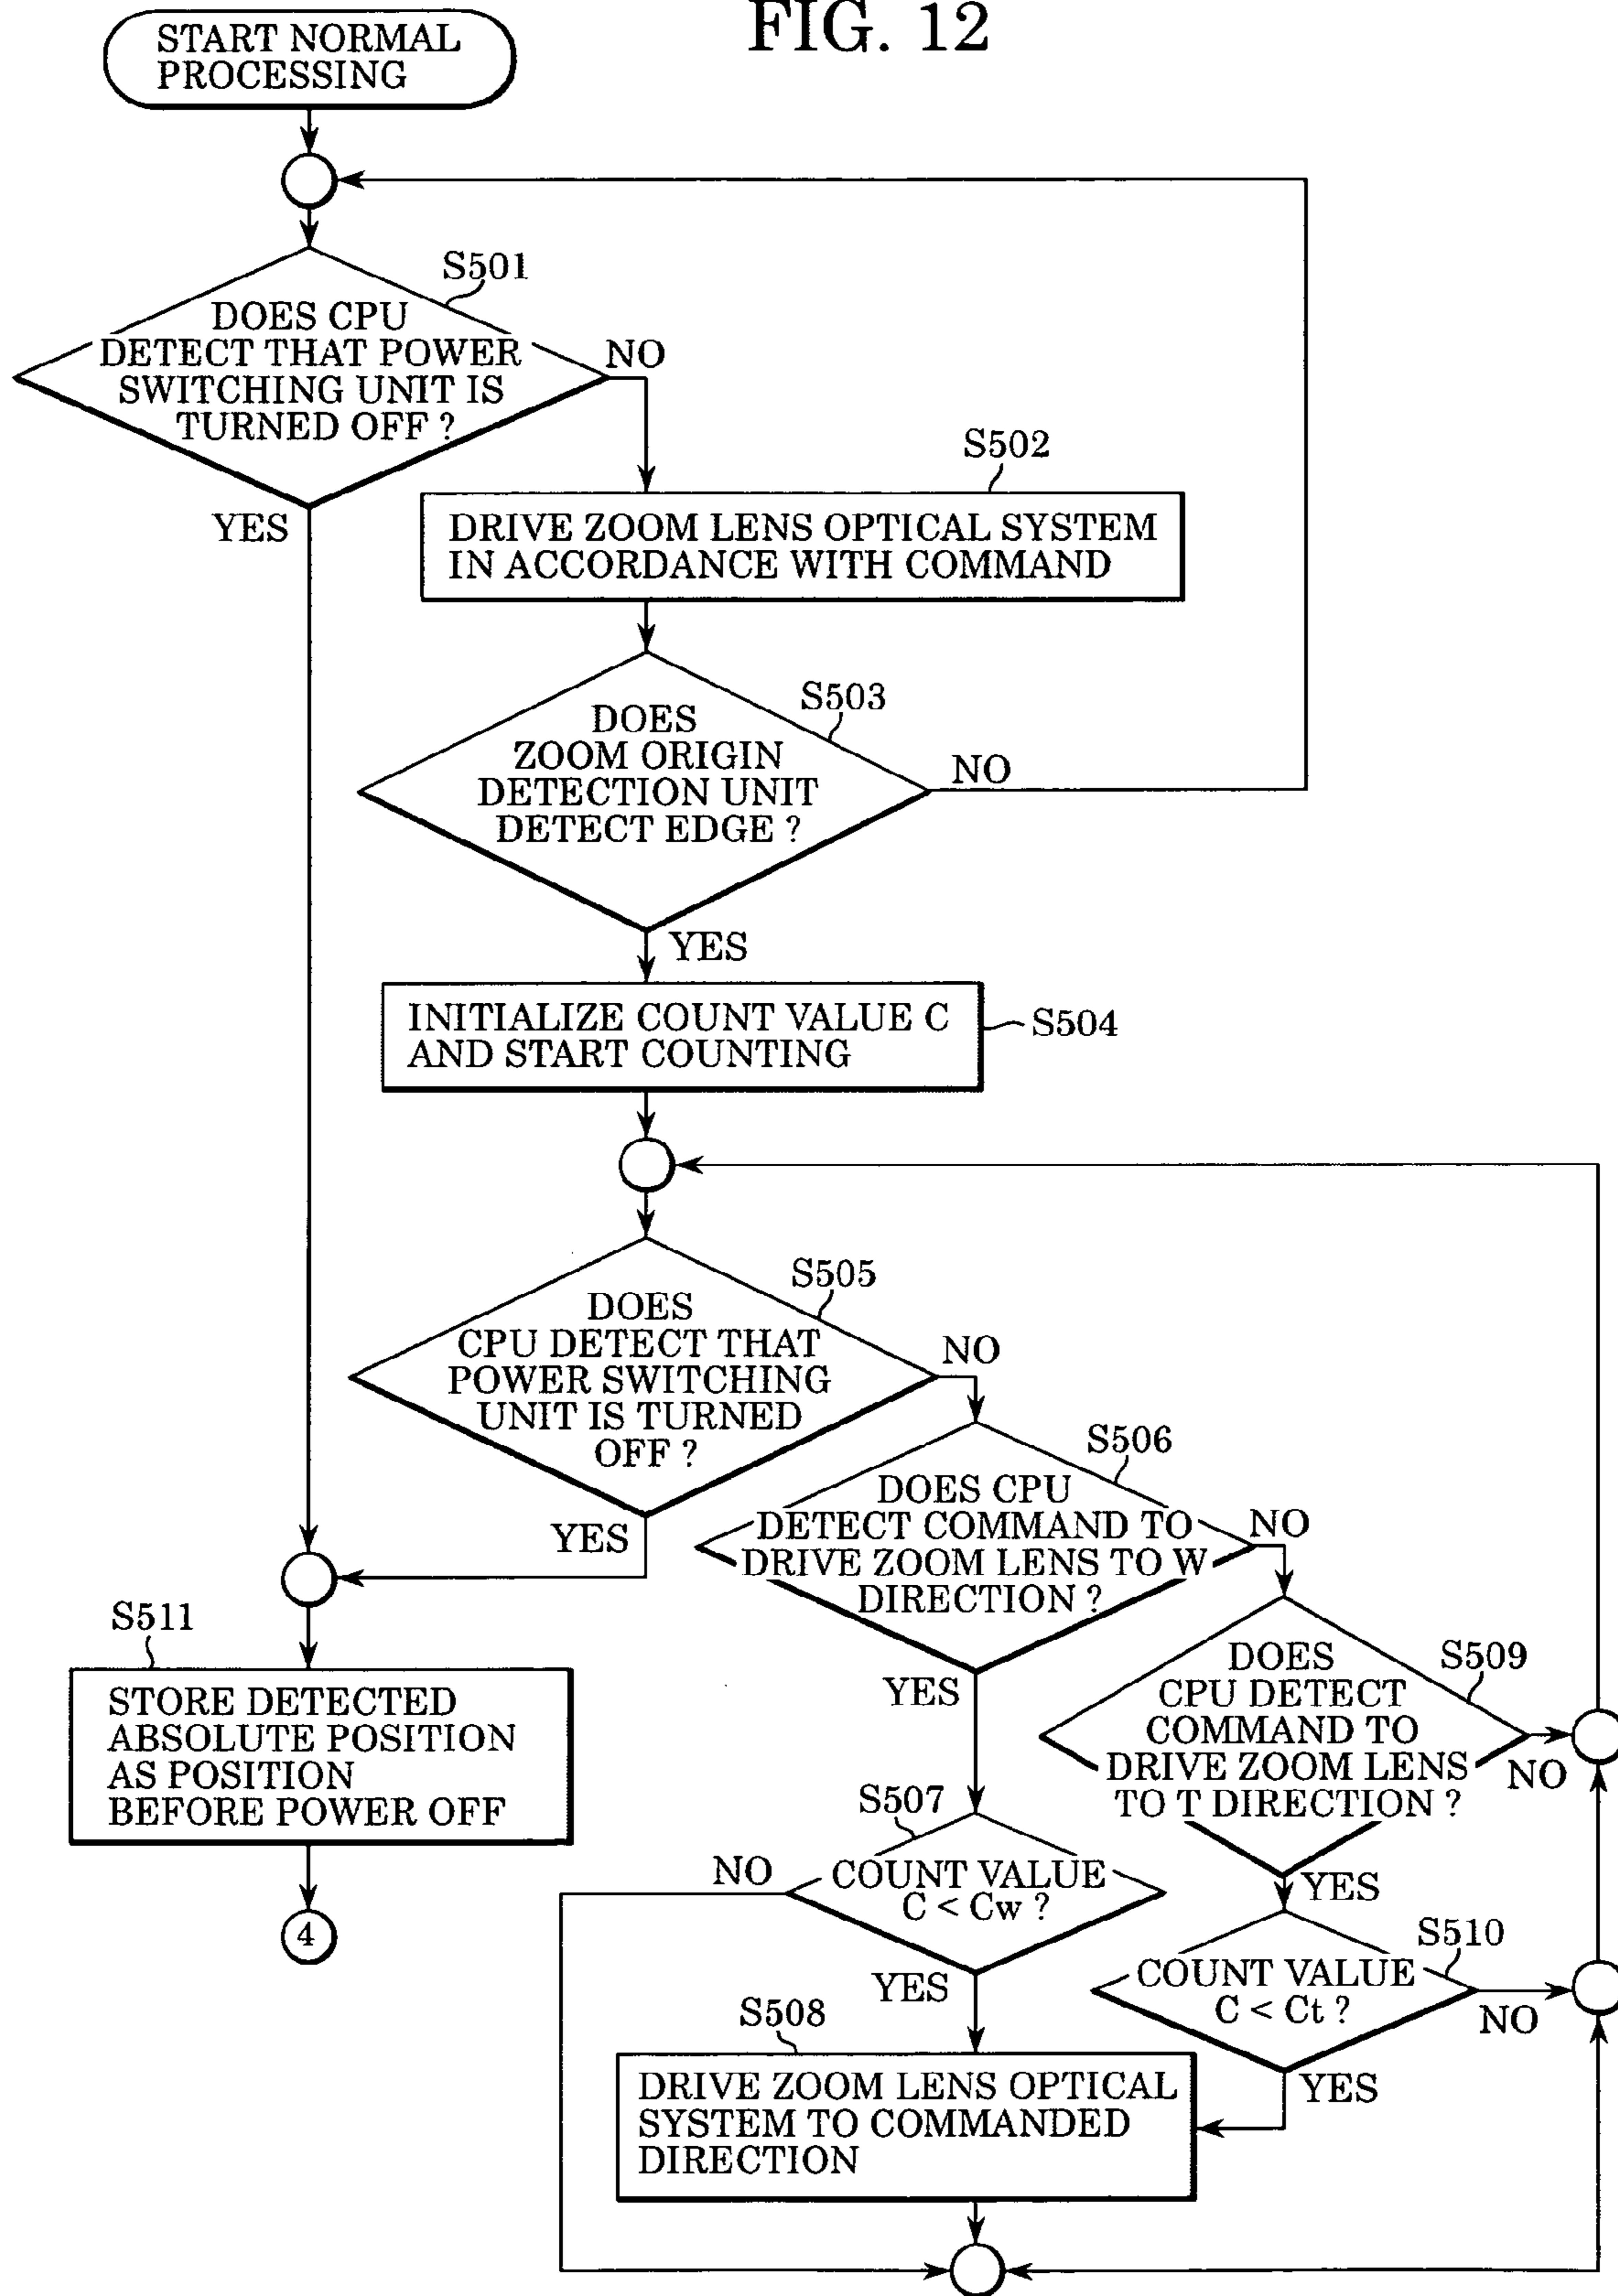 FIG. 12
START NORMAL
PROCESSING
S501
DOES CPU
DETECT THAT POWER
SWITCHING UNIT IS
TURNED OFF ?
NO
YES
S502
DRIVE ZOOM LENS OPTICAL SYSTEM
IN ACCORDANCE WITH COMMAND
S503
DOES
ZOOM ORIGIN
DETECTION UNIT
DETECT EDGE ?
NO
YES
INITIALIZE COUNT VALUE C
AND START COUNTING
S504
S505
DOES
CPU DETECT THAT
POWER SWITCHING
UNIT IS TURNED
OFF ?
NO
YES
S506
DOES CPU
DETECT COMMAND TO
DRIVE ZOOM LENS TO W
DIRECTION ?
NO
YES
S511
STORE DETECTED
ABSOLUTE POSITION
AS POSITION
BEFORE POWER OFF
4
S509
DOES
CPU DETECT
COMMAND TO
DRIVE ZOOM LENS
TO T DIRECTION ?
NO
YES
S507
COUNT VALUE
C < Cw ?
NO
YES
S510
COUNT VALUE
C < Ct ?
NO
YES
S508
DRIVE ZOOM LENS OPTICAL
SYSTEM TO COMMANDED
DIRECTION